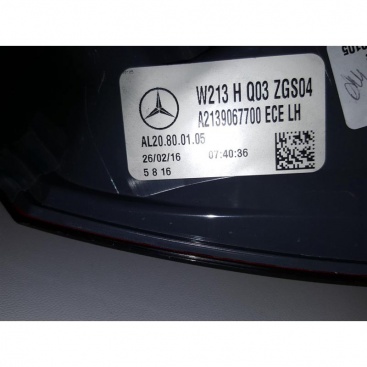 W213 H Q03 ZGS04
A2139067700 ECE LH
AL20.80.01.05
26/02/16 07:40:36
5 8 16